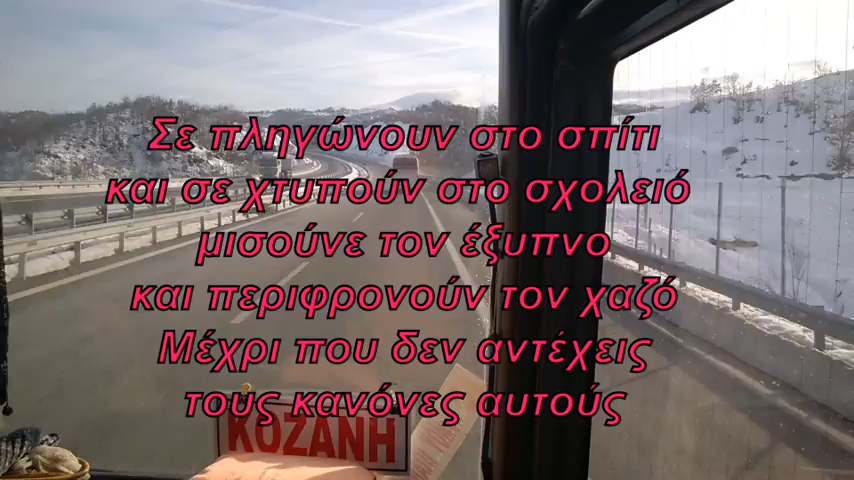 Σε πληγώνουν στο σπίτι
και σε χτυπούν στο σχολειό
μισούνε τον έξυπνο
και περιφρονούν τον χαζό
Μέχρι που δεν αντέχεις
τους κανόνες αυτούς
ΚΟΖΑΝΗ